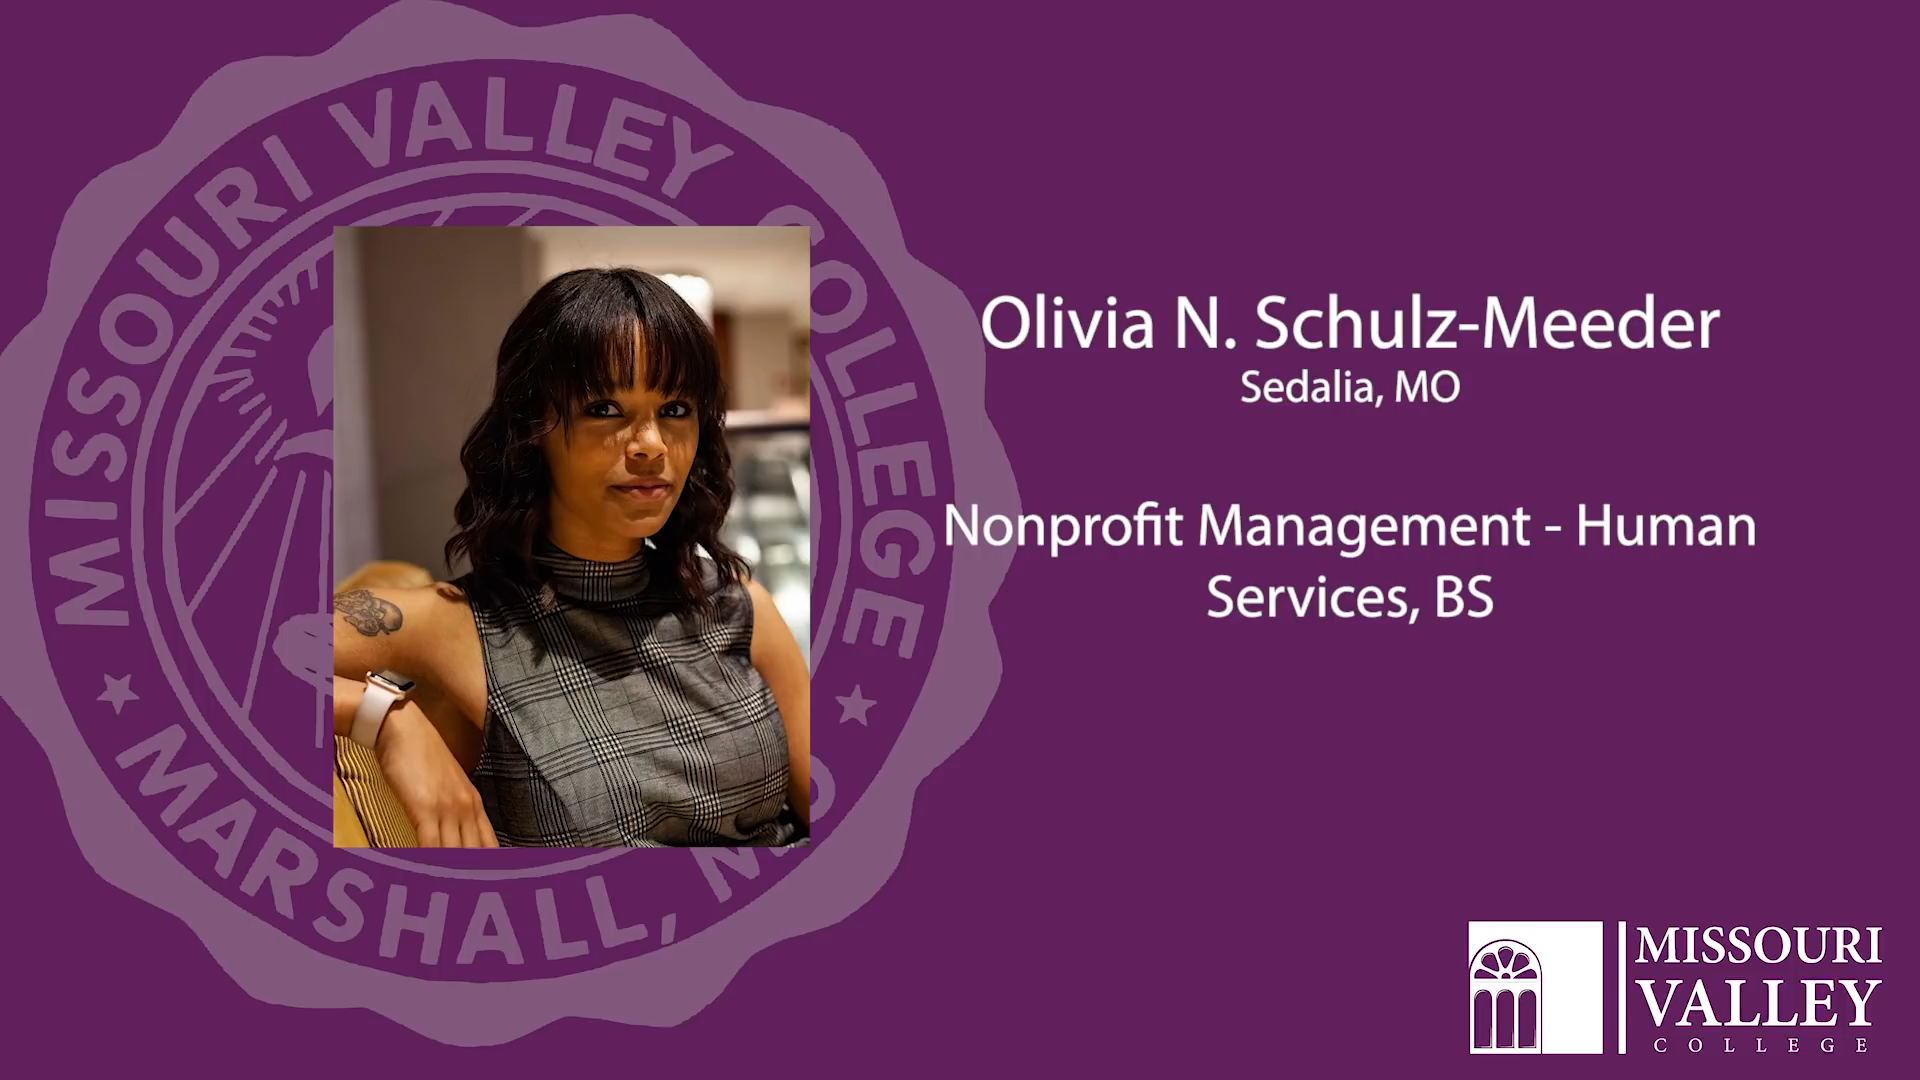 MISSOURI VALLEY COLLEGE
MARSHALL, MO
Olivia N. Schulz-Meeder
Sedalia, MO
Nonprofit Management - Human
Services, BS
MISSOURI
VALLEY
COLLEGE